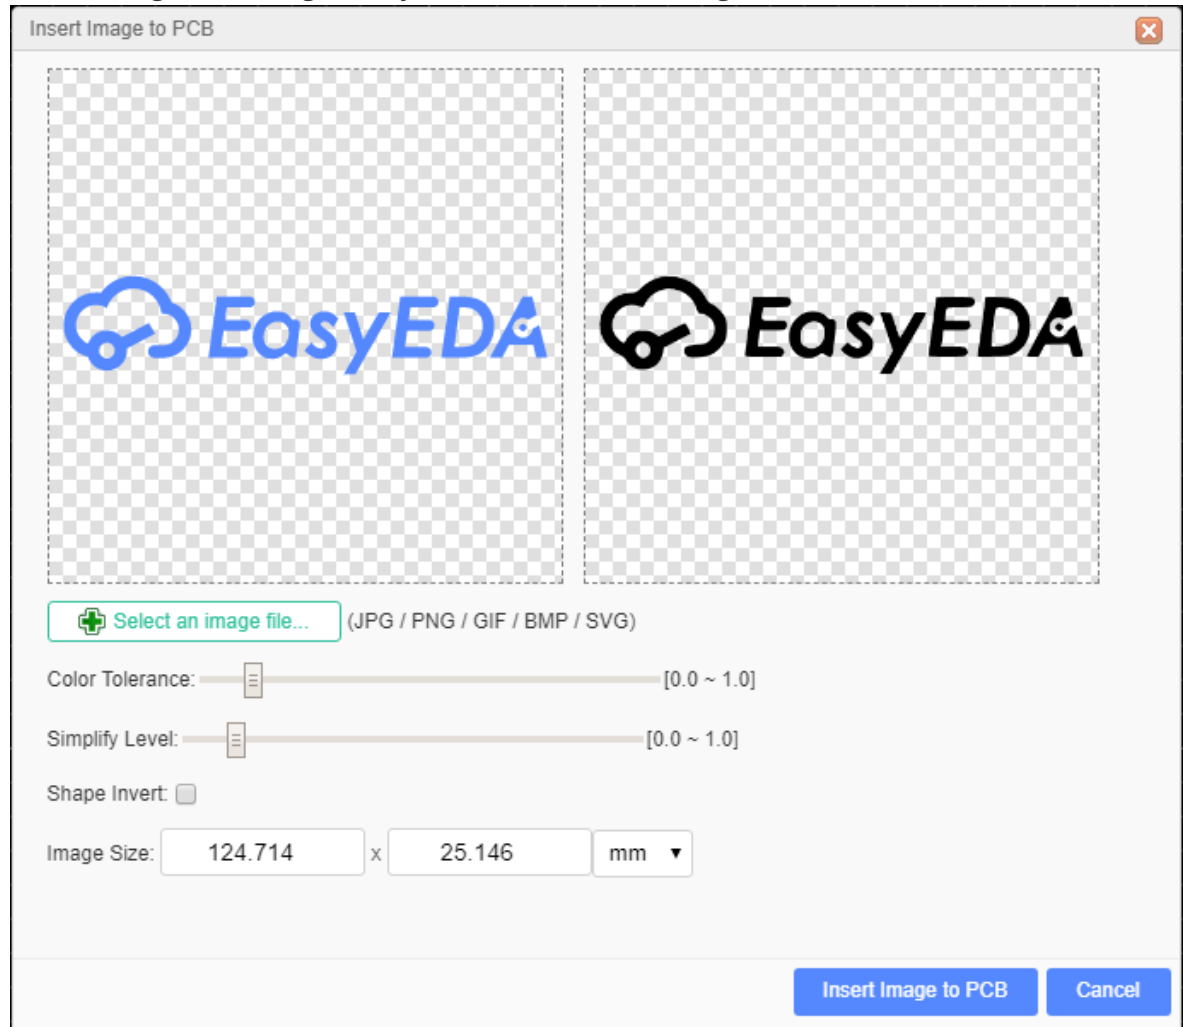 Insert Image to PCB
EasyEDA EasyEDA
Select an image file... (JPG / PNG / GIF / BMP / SVG)
Color Tolerance: [0.0 ~ 1.0]
Simplify Level: [0.0 ~ 1.0]
Shape Invert:
Image Size: 124.714 x 25.146 mm
Insert Image to PCB Cancel